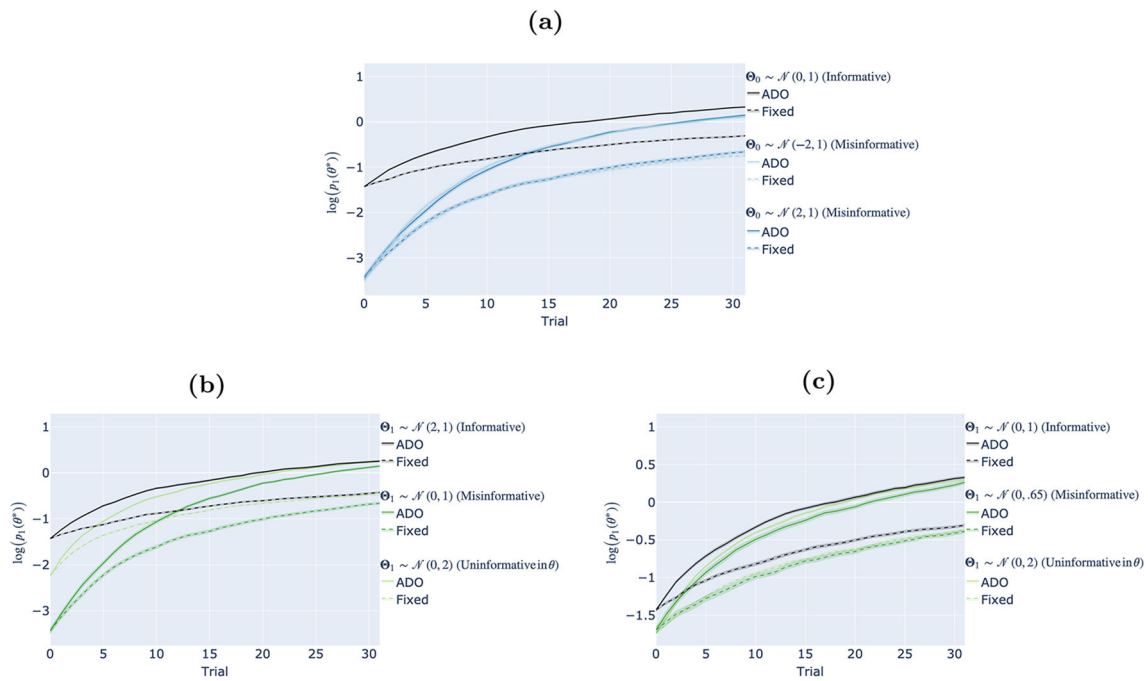 (a)
1
0
−1
−2
−3
log(p₁(θ*))
0 5 10 15 20 25 30
Trial
Θ₀ ∼ 𝒩 (0, 1) (Informative)
ADO
Fixed
Θ₀ ∼ 𝒩 (−2, 1) (Misinformative)
ADO
Fixed
Θ₀ ∼ 𝒩 (2, 1) (Misinformative)
ADO
Fixed
(b)
1
0
−1
−2
−3
log(p₁(θ*))
0 5 10 15 20 25 30
Trial
Θ₁ ∼ 𝒩 (2, 1) (Informative)
ADO
Fixed
Θ₁ ∼ 𝒩 (0, 1) (Misinformative)
ADO
Fixed
Θ₁ ∼ 𝒩 (0, 2) (Uninformative in θ)
ADO
Fixed
(c)
1
0.5
0
−0.5
−1
−1.5
log(p₁(θ*))
0 5 10 15 20 25 30
Trial
Θ₁ ∼ 𝒩 (0, 1) (Informative)
ADO
Fixed
Θ₁ ∼ 𝒩 (0, .65) (Misinformative)
ADO
Fixed
Θ₁ ∼ 𝒩 (0, 2) (Uninformative in θ)
ADO
Fixed